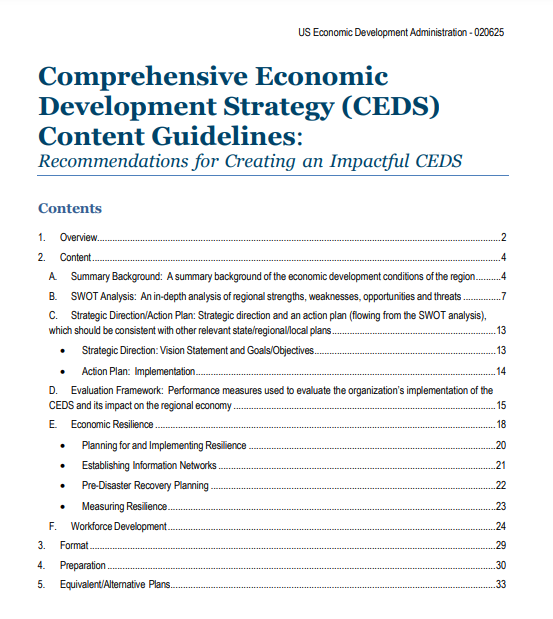 US Economic Development Administration - 020625
Comprehensive Economic
Development Strategy (CEDS)
Content Guidelines:
Recommendations for Creating an Impactful CEDS
Contents
1. Overview..........2
2. Content..........4
A. Summary Background: A summary background of the economic development conditions of the region..........4
B. SWOT Analysis: An in-depth analysis of regional strengths, weaknesses, opportunities and threats ..........7
C. Strategic Direction/Action Plan: Strategic direction and an action plan (flowing from the SWOT analysis),
which should be consistent with other relevant state/regional/local plans..........13
• Strategic Direction: Vision Statement and Goals/Objectives..........13
• Action Plan: Implementation..........14
D. Evaluation Framework: Performance measures used to evaluate the organization's implementation of the
CEDS and its impact on the regional economy ..........15
E. Economic Resilience ..........18
• Planning for and Implementing Resilience ..........20
• Establishing Information Networks ..........21
• Pre-Disaster Recovery Planning ..........22
• Measuring Resilience..........23
F. Workforce Development..........24
3. Format..........29
4. Preparation ..........30
5. Equivalent/Alternative Plans..........33